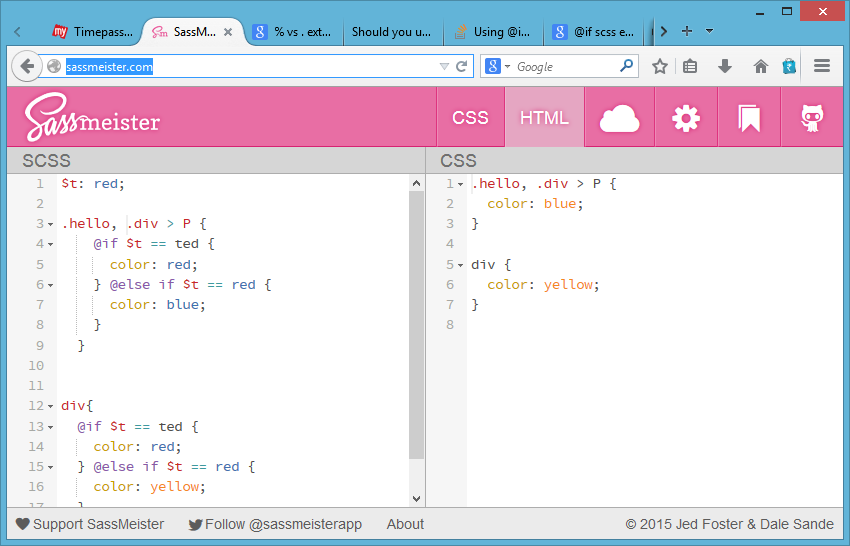 Timepass... SassM... % vs . ext... Should you u... Using @i... @if scss e...
sassmeister.com Google
Sassmeister CSS HTML
SCSS CSS
1 $t: red;
2
3 .hello, .div > P {
4 @if $t == ted {
5 color: red;
6 } @else if $t == red {
7 color: blue;
8 }
9 }
10
11
12 div{
13 @if $t == ted {
14 color: red;
15 } @else if $t == red {
16 color: yellow;
17 }
1 .hello, .div > P {
2 color: blue;
3 }
4
5 div {
6 color: yellow;
7 }
8
Support SassMeister Follow @sassmeisterapp About © 2015 Jed Foster & Dale Sande